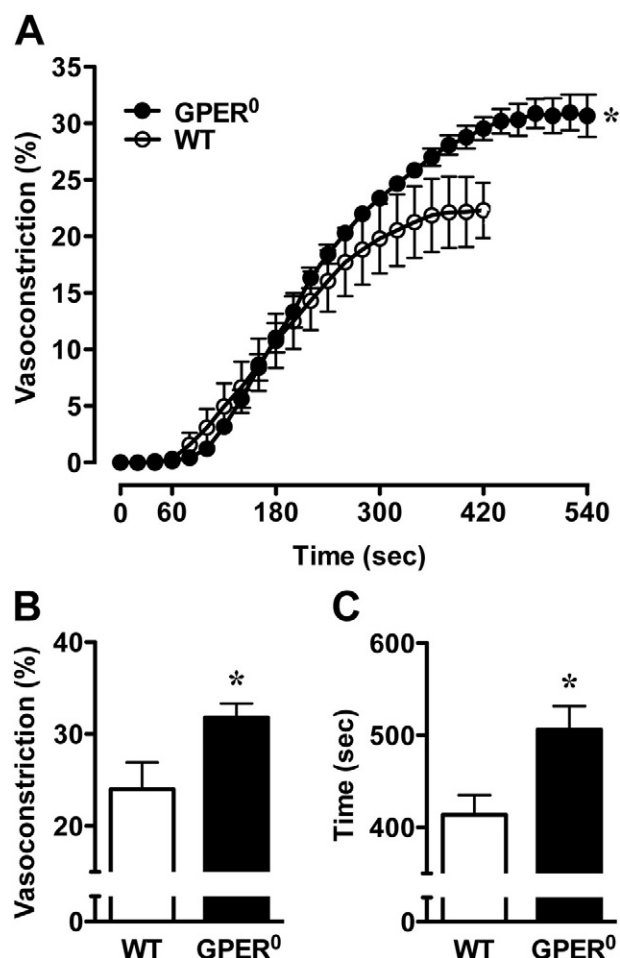 A
Vasoconstriction (%)
35
30
25
20
15
10
5
0
GPER⁰
WT
*
0 60 180 300 420 540
Time (sec)
B
Vasoconstriction (%)
40
30
20
0
*
WT GPER⁰
C
Time (sec)
600
500
400
0
*
WT GPER⁰